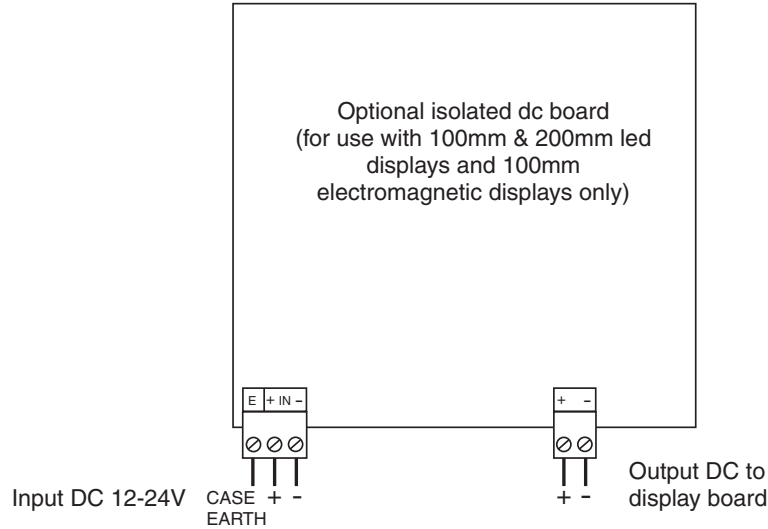 Optional isolated dc board
(for use with 100mm & 200mm led
displays and 100mm
electromagnetic displays only)
E + IN -
+ -
Input DC 12-24V
CASE + -
EARTH
+ -
Output DC to
display board